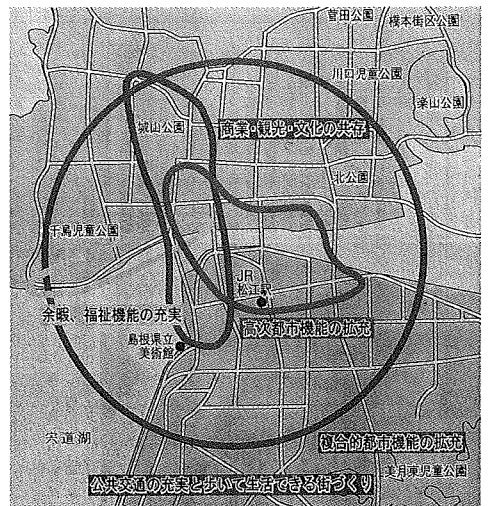 菅田公園
榎本街区公園
川口児童公園
楽山公園
城山公園
商業・観光・文化の共存
北公園
千鳥児童公園
JR
松江駅
余暇、福祉機能の充実
高次都市機能の拡充
島根県立
美術館
宍道湖
複合的都市機能の拡充
美月東児童公園
公共交通の充実と歩いて生活できる街づくり